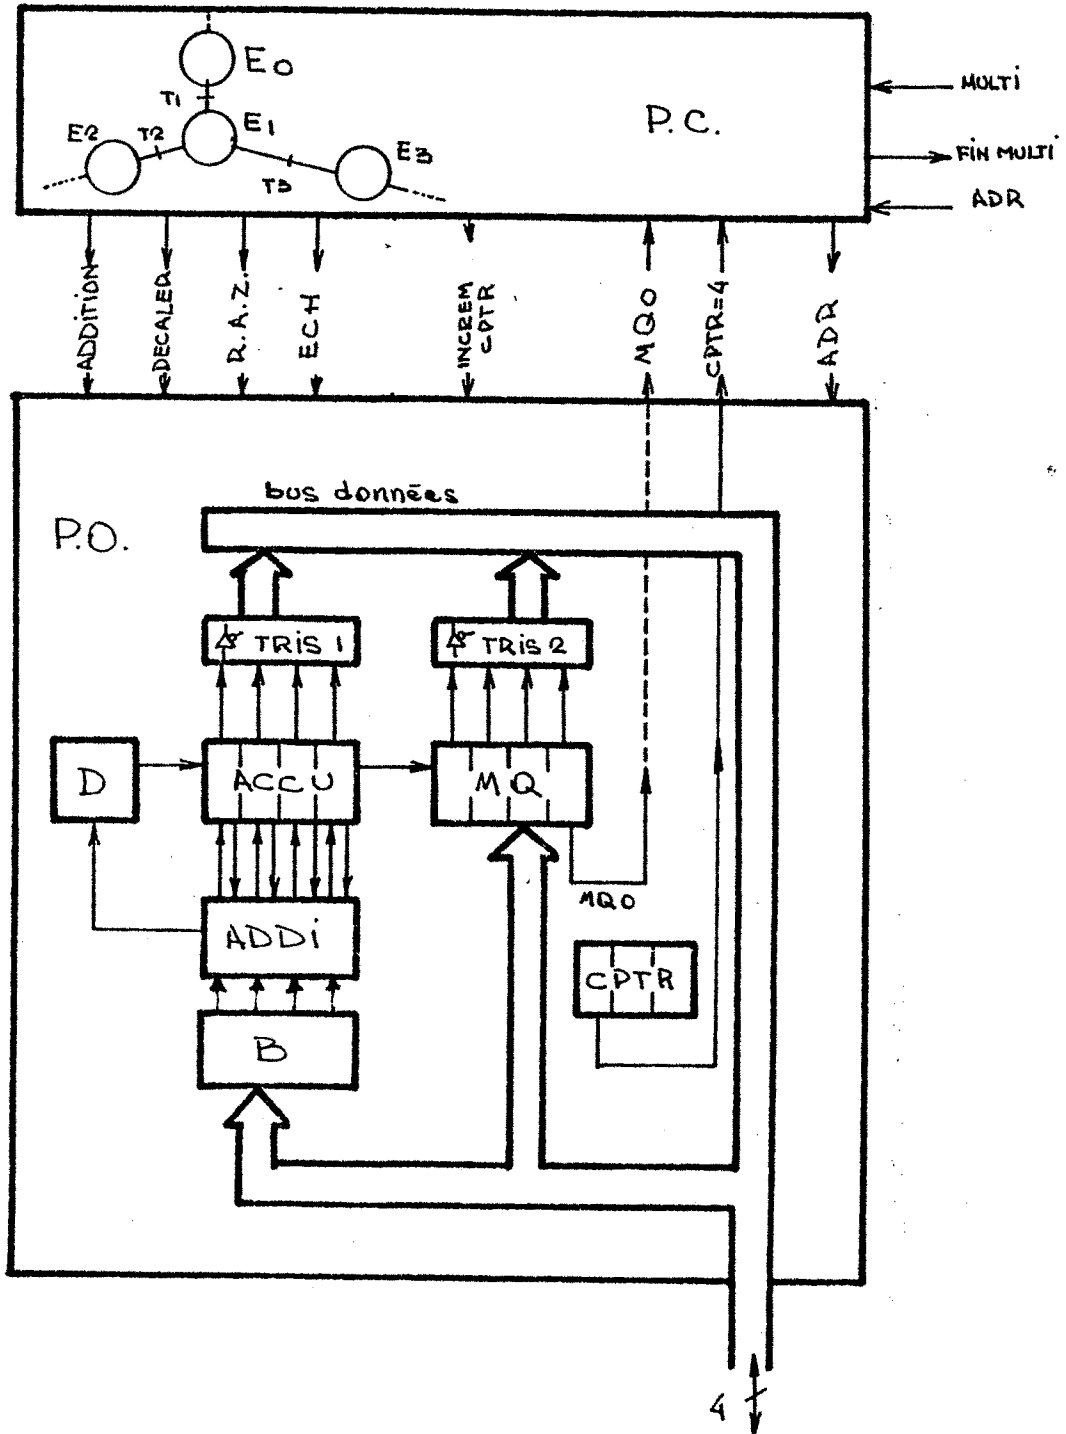 E0
T1
E1
E2
T2
T3
E3
P.C.
MULTi
FiN MULTi
ADR
ADDiTiON
DECALER
R.A.Z.
ECH
iNCREM
CPTR
MQ0
CPTR=4
ADR
P.O.
bus données
TRiS 1
TRiS 2
D
ACCU
MQ
MQ0
ADDi
CPTR
B
4